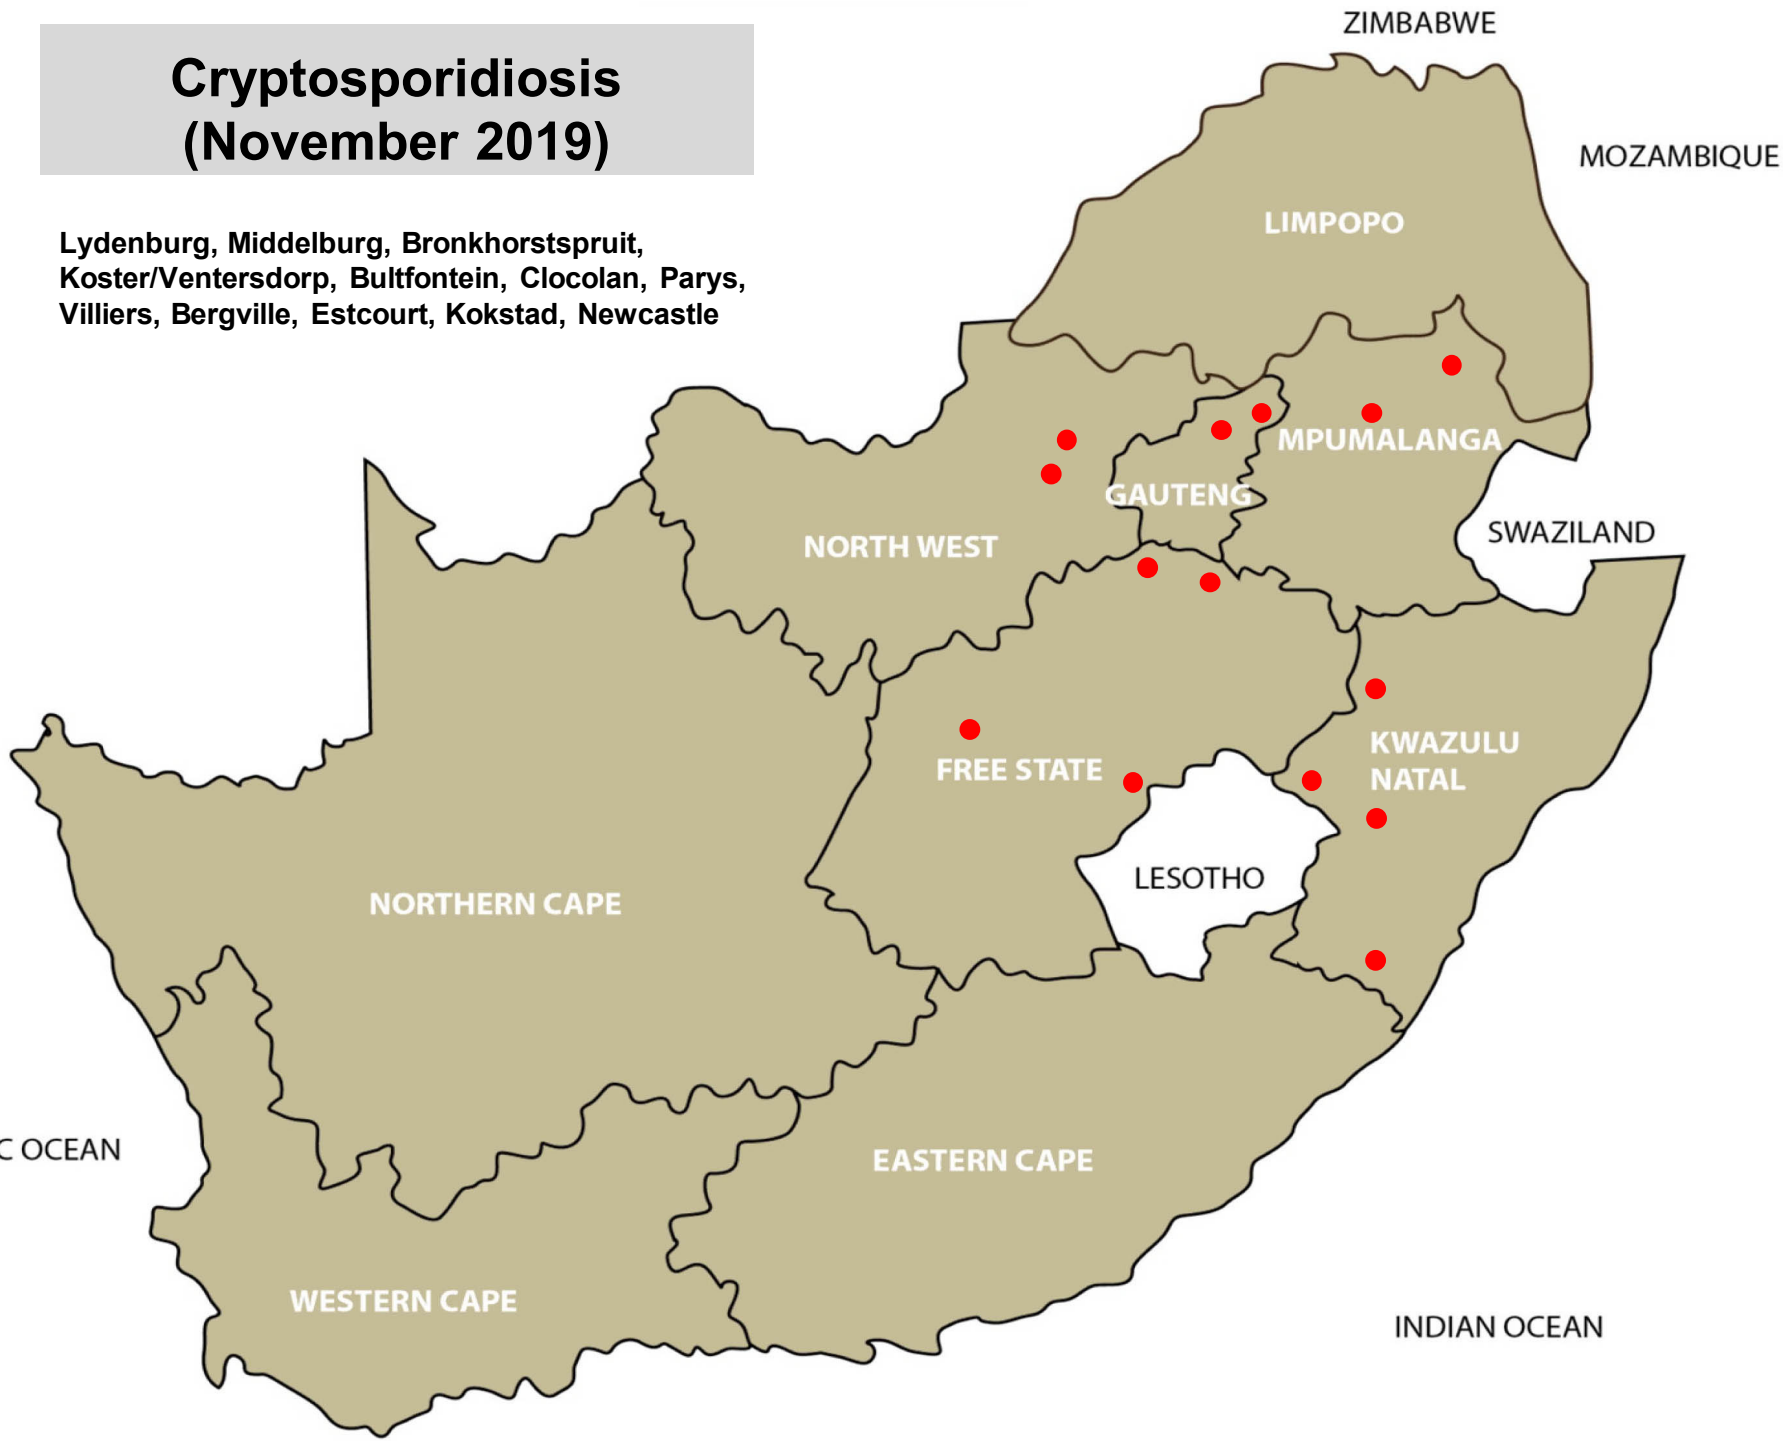 Cryptosporidiosis
(November 2019)
Lydenburg, Middelburg, Bronkhorstspruit,
Koster/Ventersdorp, Bultfontein, Clocolan, Parys,
Villiers, Bergville, Estcourt, Kokstad, Newcastle
ZIMBABWE
MOZAMBIQUE
LIMPOPO
MPUMALANGA
GAUTENG
SWAZILAND
NORTH WEST
KWAZULU
NATAL
FREE STATE
LESOTHO
NORTHERN CAPE
C OCEAN
EASTERN CAPE
WESTERN CAPE
INDIAN OCEAN